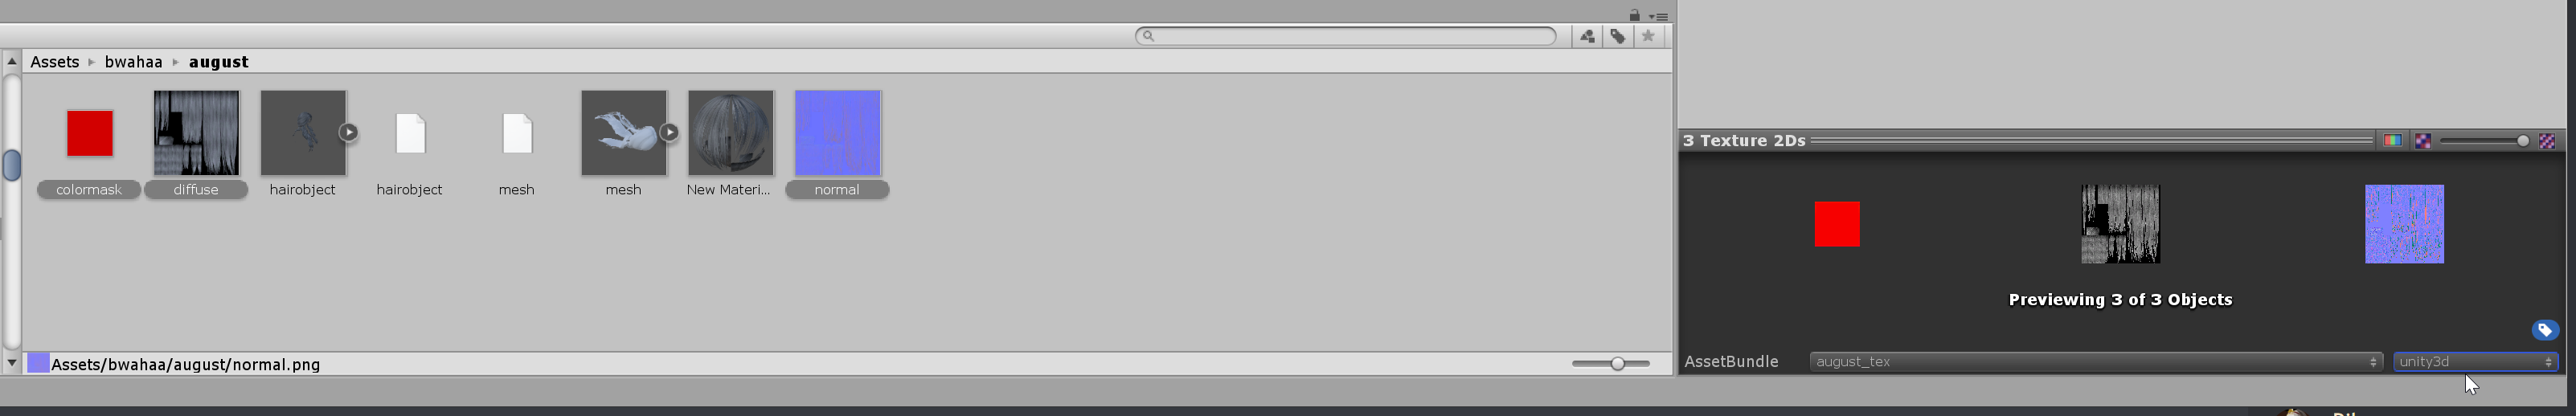 Assets bwahaa august
colormask diffuse hairobject hairobject mesh mesh New Materi... normal
Assets/bwahaa/august/normal.png
3 Texture 2Ds
Previewing 3 of 3 Objects
AssetBundle august_tex unity3d